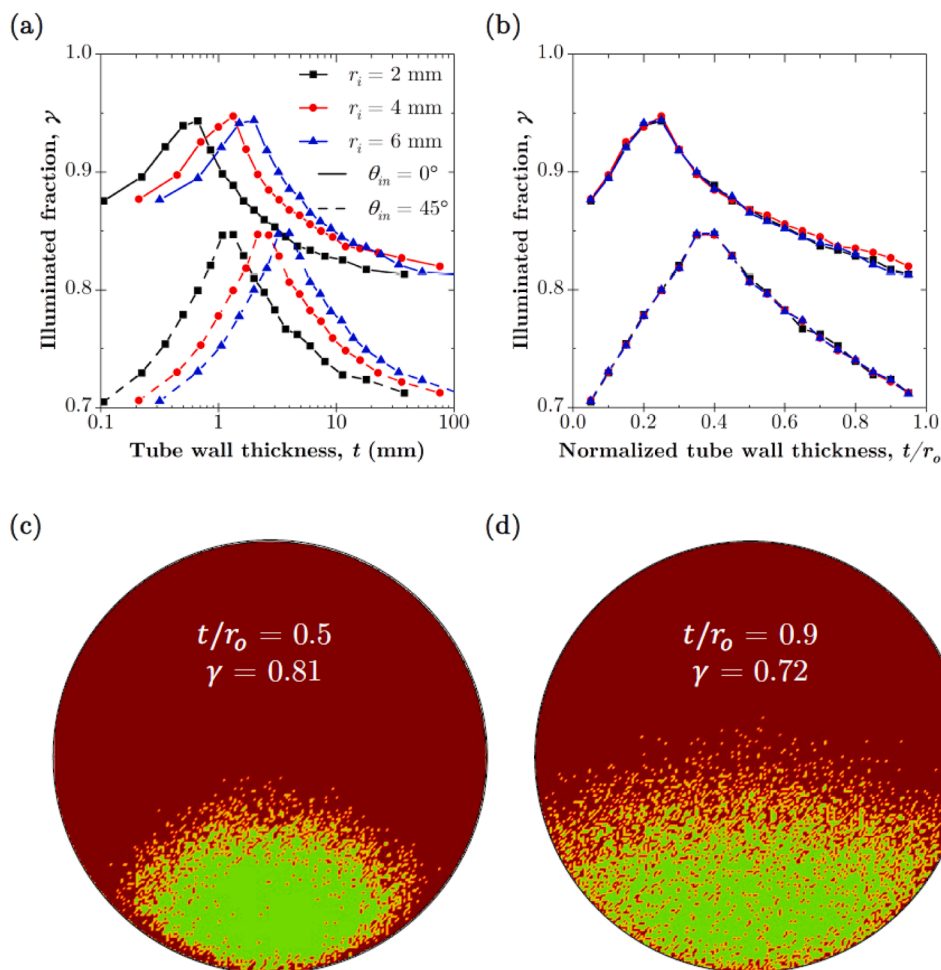 (a)
1.0
0.9
0.8
0.7
Illuminated fraction, γ
0.1
1
10
100
Tube wall thickness, t (mm)
r_i = 2 mm
r_i = 4 mm
r_i = 6 mm
θ_in = 0°
θ_in = 45°
(b)
1.0
0.9
0.8
0.7
Illuminated fraction, γ
0.0
0.2
0.4
0.6
0.8
1.0
Normalized tube wall thickness, t/r_o
(c)
t/r_o = 0.5
γ = 0.81
(d)
t/r_o = 0.9
γ = 0.72